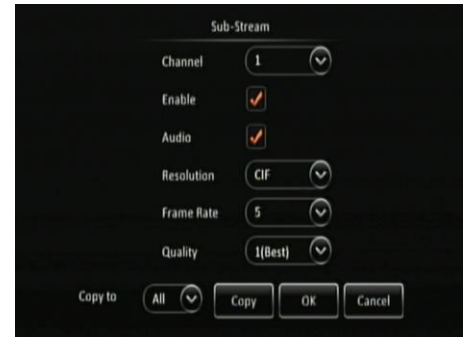 Sub-Stream
Channel 1
Enable
Audio
Resolution CIF
Frame Rate 5
Quality 1(Best)
Copy to All Copy OK Cancel